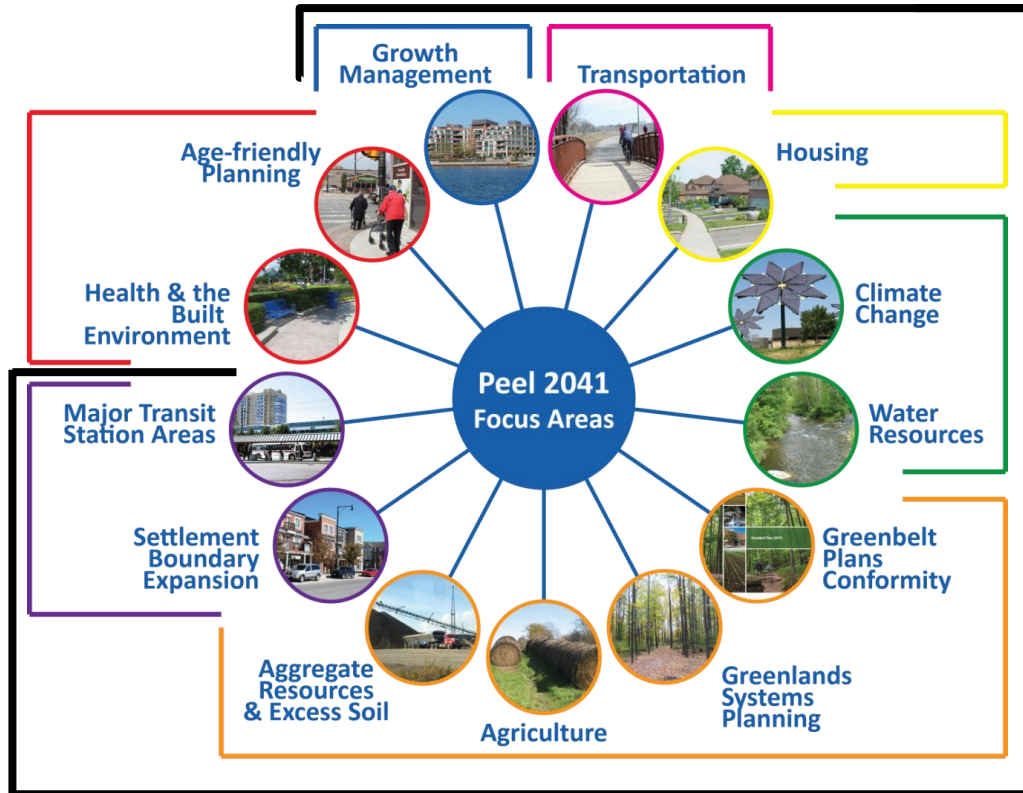 Growth
Management
Transportation
Age-friendly
Planning
Housing
Health & the
Built
Environment
Climate
Change
Peel 2041
Focus Areas
Major Transit
Station Areas
Water
Resources
Settlement
Boundary
Expansion
Greenbelt
Plans
Conformity
Aggregate
Resources
& Excess Soil
Agriculture
Greenlands
Systems
Planning